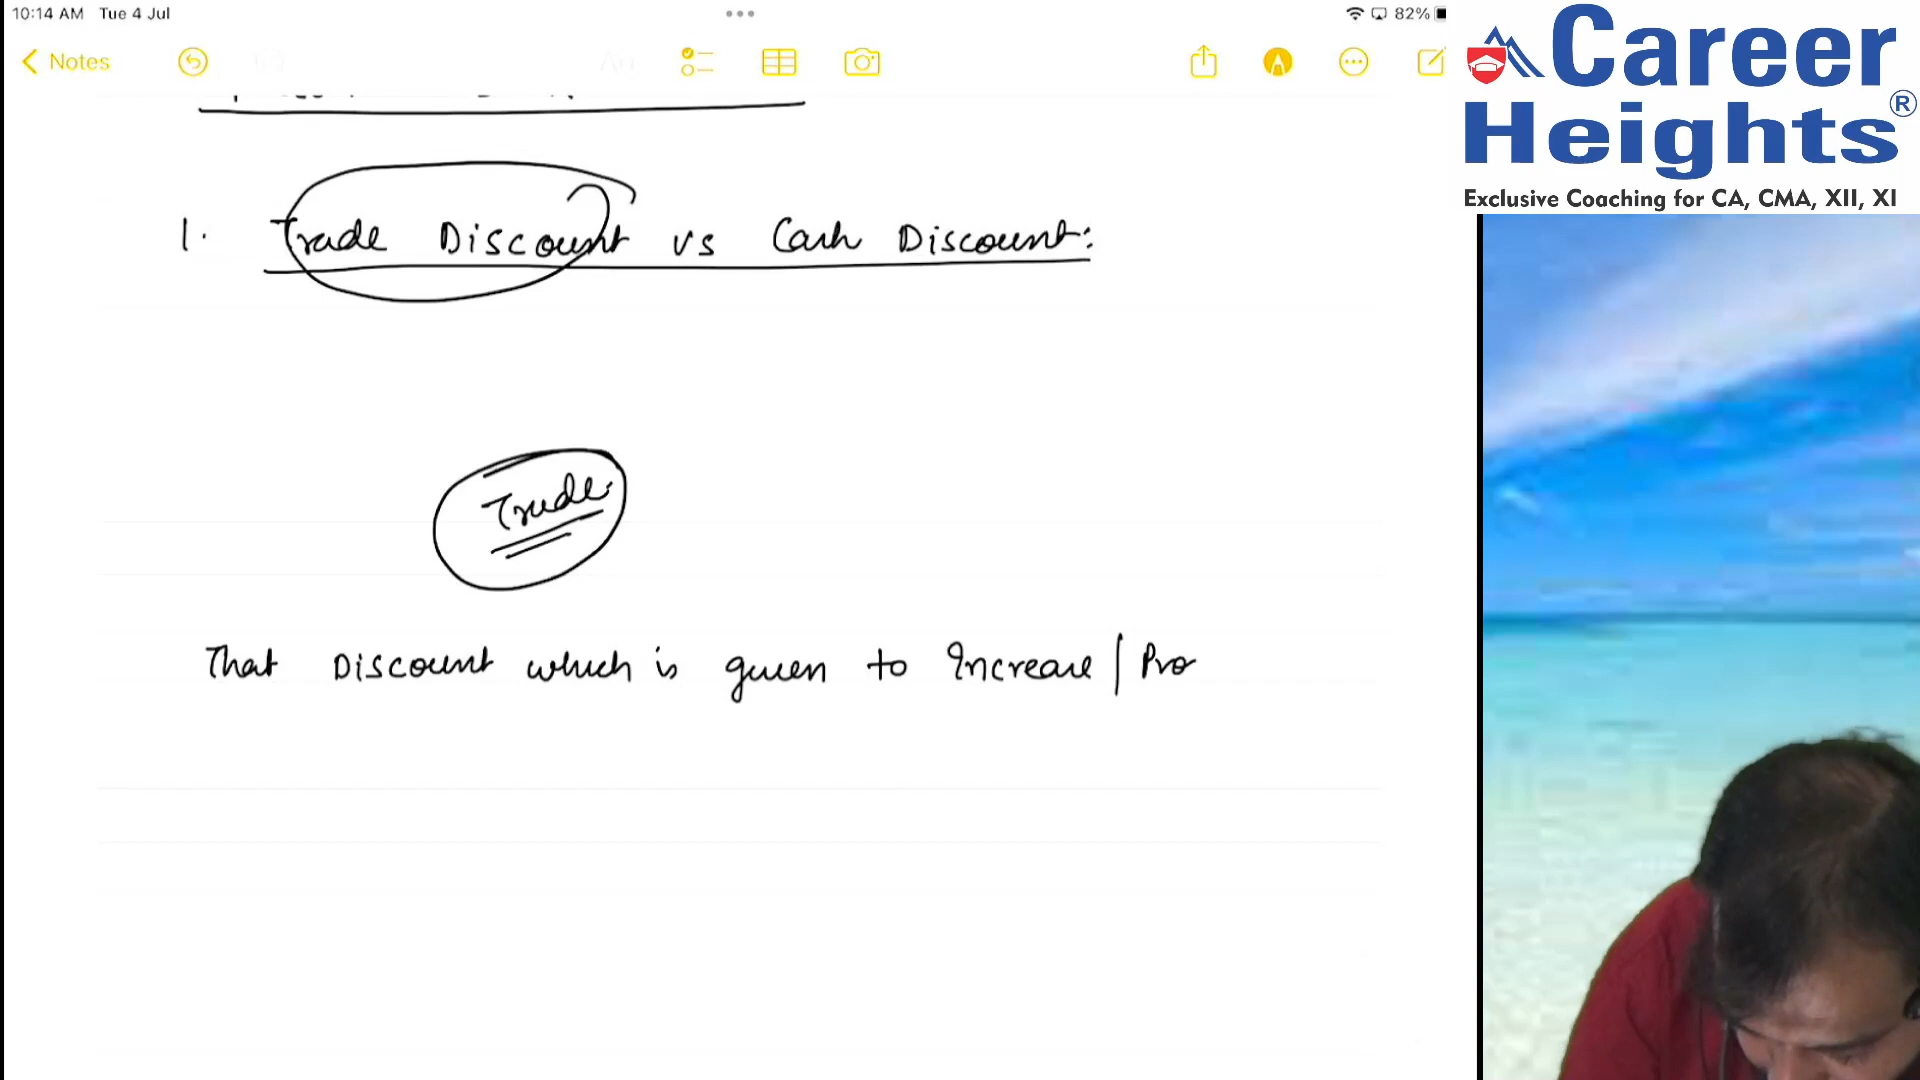 10:14 AM Tue 4 Jul
82%
Notes
Career
Heights®
Exclusive Coaching for CA, CMA, XII, XI
1. Trade Discount vs Cash Discount:
Trade
That Discount which is given to Increase / Pro